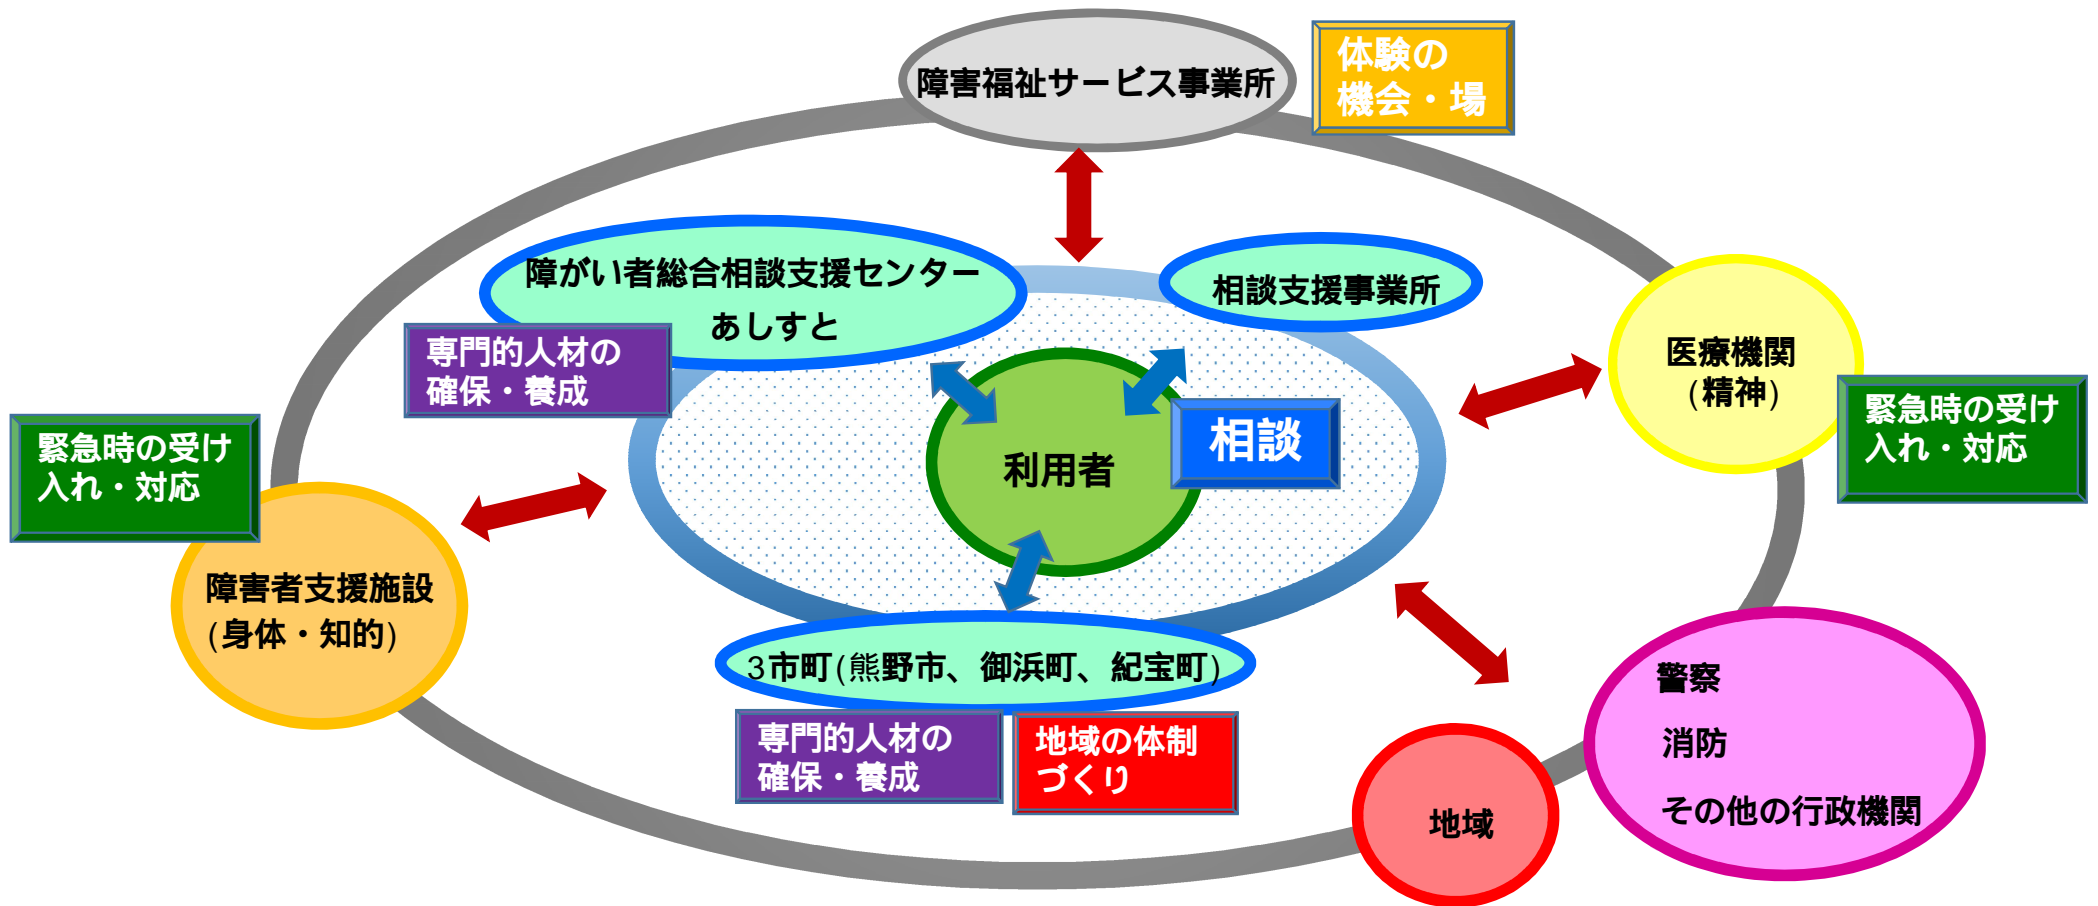 障害福祉サービス事業所
体験の
機会・場
障がい者総合相談支援センター
あしすと
相談支援事業所
専門的人材の
確保・養成
医療機関
(精神)
緊急時の受け
入れ・対応
緊急時の受け
入れ・対応
相談
利用者
障害者支援施設
(身体・知的)
3市町(熊野市、御浜町、紀宝町)
専門的人材の
確保・養成
地域の体制
づくり
警察
消防
その他の行政機関
地域